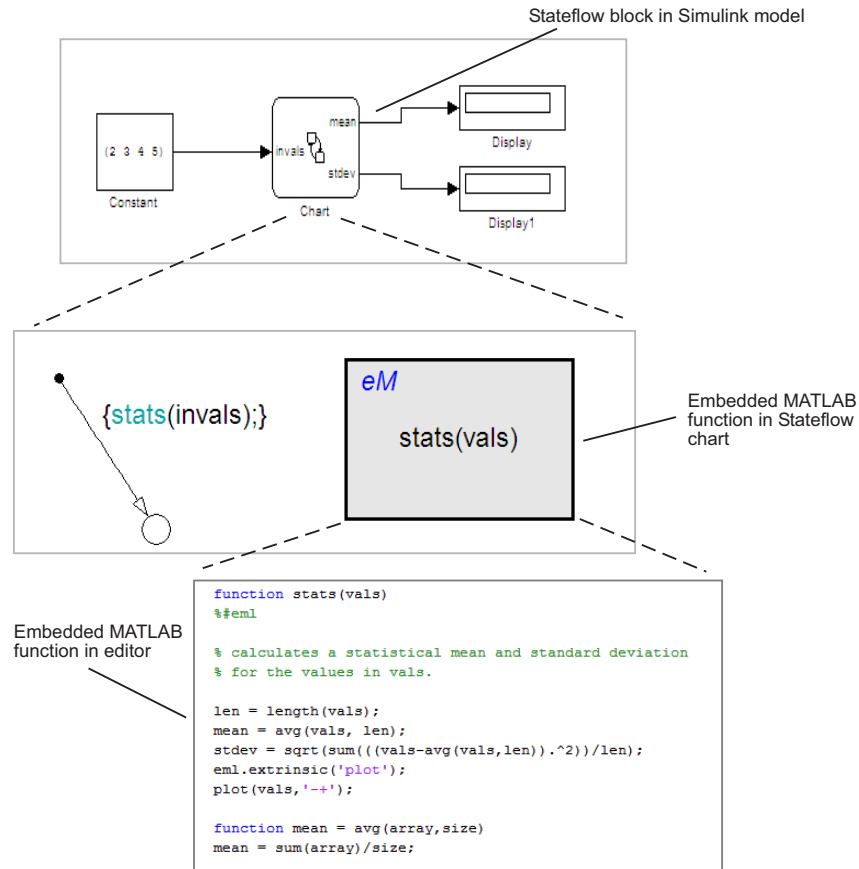 Stateflow block in Simulink model
mean
(2 3 4 5)
invals
Display
stdev
Constant
Chart
Display1
eM
{stats(invals);}
stats(vals)
Embedded MATLAB
function in Stateflow
chart
Embedded MATLAB
function in editor
function stats(vals)
%#eml
% calculates a statistical mean and standard deviation
% for the values in vals.
len = length(vals);
mean = avg(vals, len);
stdev = sqrt(sum(((vals-avg(vals,len)).^2))/len);
eml.extrinsic('plot');
plot(vals,'-+');
function mean = avg(array,size)
mean = sum(array)/size;